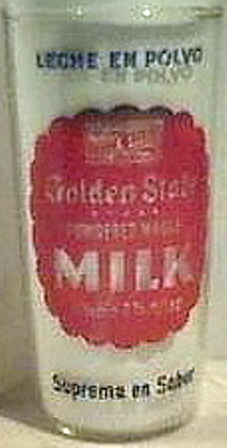 LECHE EN POLVO
Golden State
POWDERED WHOLE
MILK
Suprema en Sabor